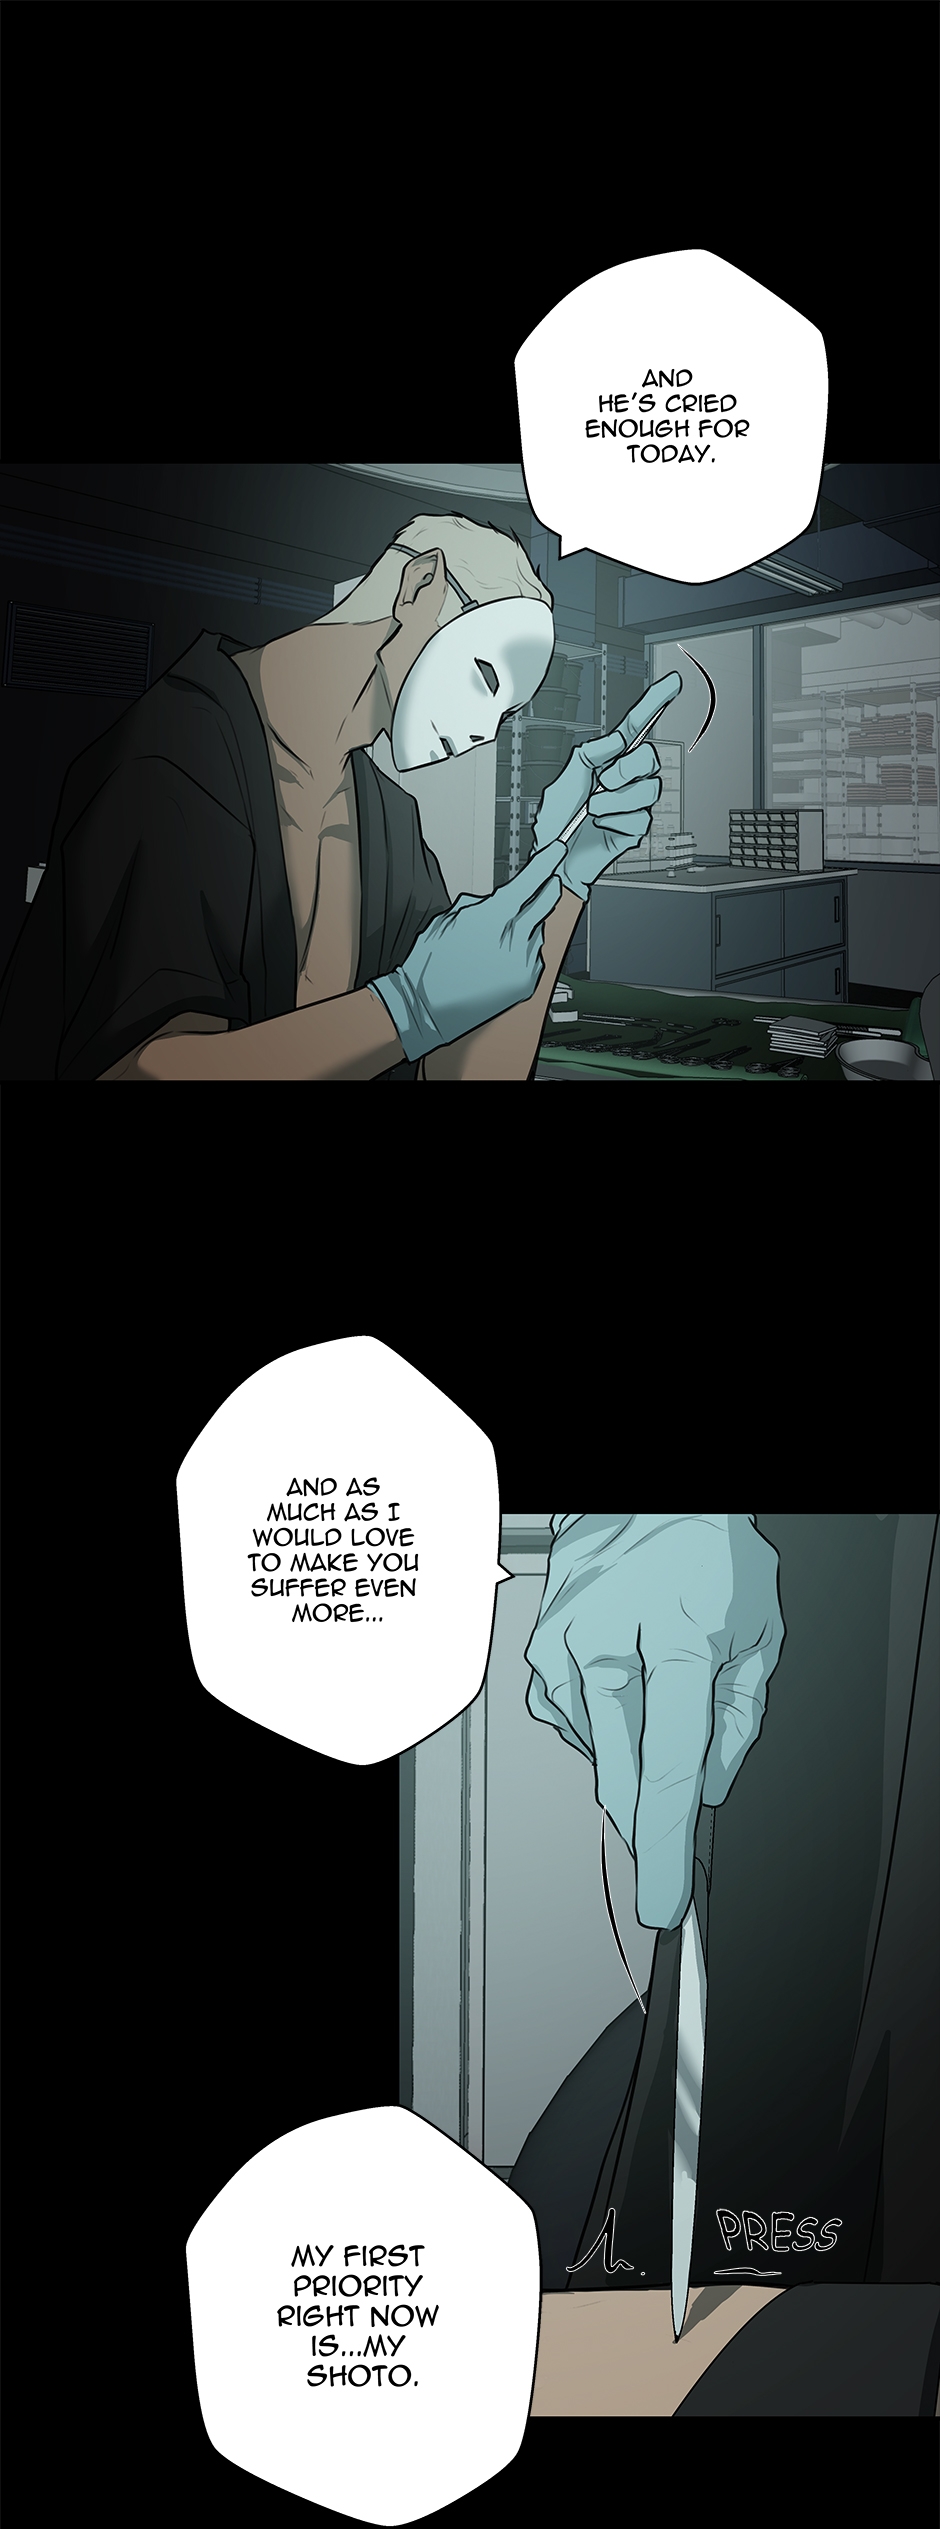 AND
HE'S CRIED
ENOUGH FOR
TODAY.
AND AS
MUCH AS I
WOULD LOVE
TO MAKE YOU
SUFFER EVEN
MORE...
PRESS
MY FIRST
PRIORITY
RIGHT NOW
IS...MY
SHOTO.